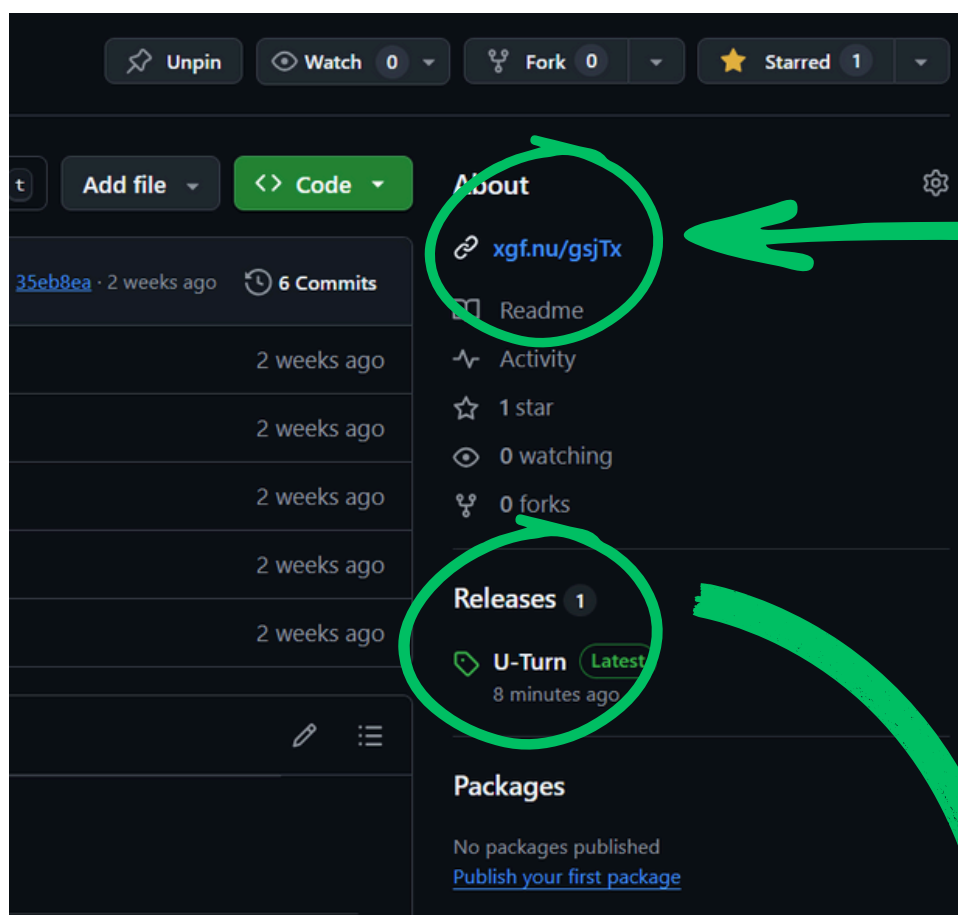 Unpin Watch 0 Fork 0 Starred 1
t Add file Code
About
xgf.nu/gsjTx
35eb8ea · 2 weeks ago 6 Commits
Readme
2 weeks ago
Activity
1 star
2 weeks ago
0 watching
2 weeks ago
0 forks
2 weeks ago
Releases 1
2 weeks ago
U-Turn Latest
8 minutes ago
Packages
No packages published
Publish your first package